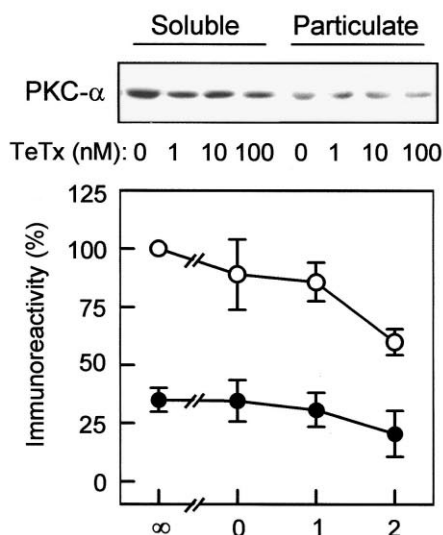 Soluble Particulate
PKC-α
TeTx (nM): 0 1 10 100 0 1 10 100
125
100
75
50
25
0
Immunoreactivity (%)
∞ 0 1 2